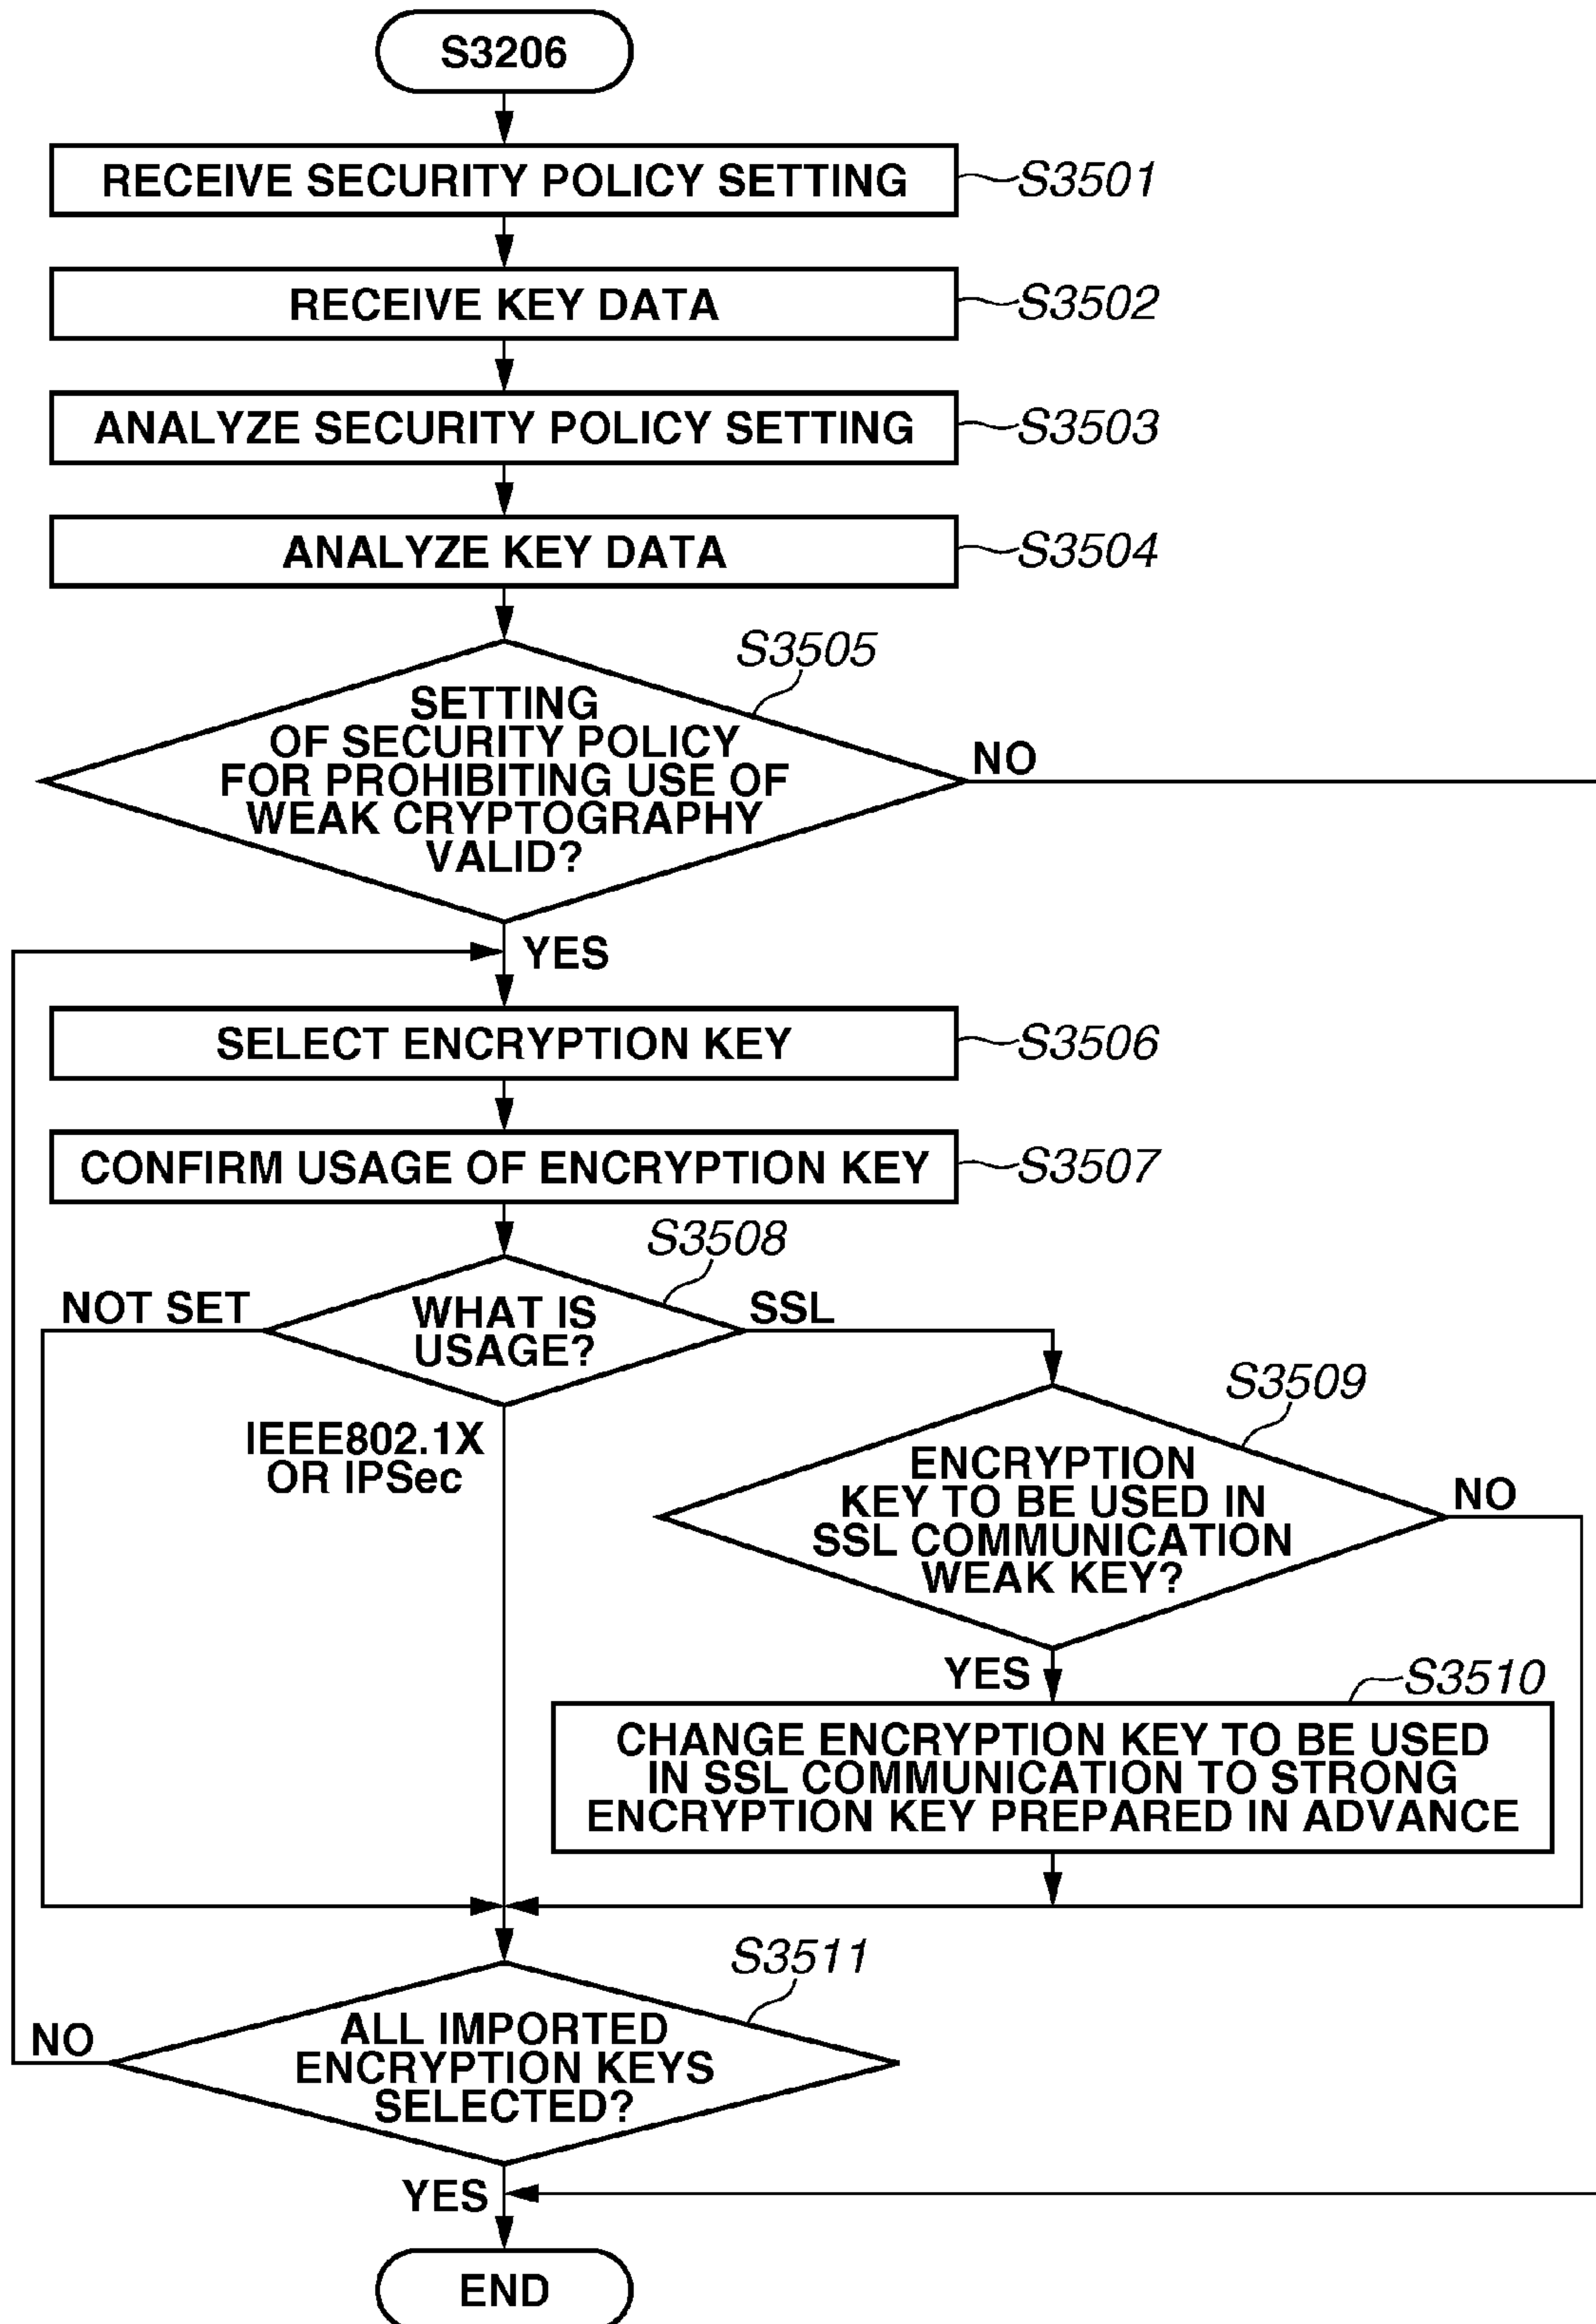 S3206
RECEIVE SECURITY POLICY SETTING
S3501
RECEIVE KEY DATA
S3502
ANALYZE SECURITY POLICY SETTING
S3503
ANALYZE KEY DATA
S3504
S3505
SETTING
OF SECURITY POLICY
FOR PROHIBITING USE OF
WEAK CRYPTOGRAPHY
VALID?
NO
YES
SELECT ENCRYPTION KEY
S3506
CONFIRM USAGE OF ENCRYPTION KEY
S3507
S3508
NOT SET
WHAT IS
USAGE?
SSL
IEEE802.1X
OR IPSec
S3509
ENCRYPTION
KEY TO BE USED IN
SSL COMMUNICATION
WEAK KEY?
NO
YES
S3510
CHANGE ENCRYPTION KEY TO BE USED
IN SSL COMMUNICATION TO STRONG
ENCRYPTION KEY PREPARED IN ADVANCE
S3511
ALL IMPORTED
ENCRYPTION KEYS
SELECTED?
NO
YES
END